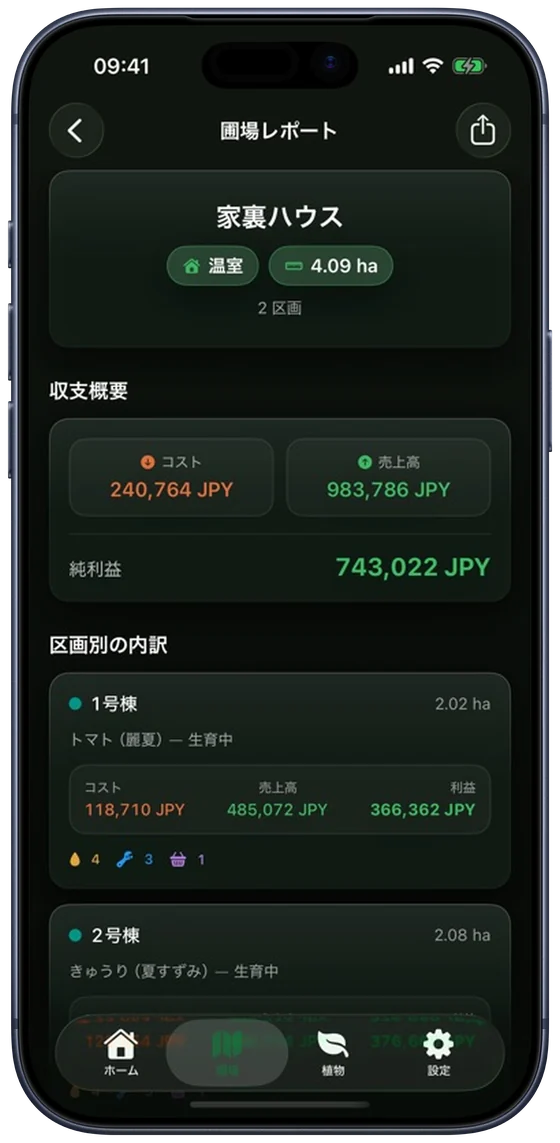 09:41
圃場レポート
家裏ハウス
温室 4.09 ha
2 区画
収支概要
コスト 売上高
240,764 JPY 983,786 JPY
純利益 743,022 JPY
区画別の内訳
1号棟 2.02 ha
トマト（麗夏）— 生育中
コスト 売上高 利益
118,710 JPY 485,072 JPY 366,362 JPY
4 3 1
2号棟 2.08 ha
きゅうり（夏すずみ）— 生育中
ホーム 植物 設定